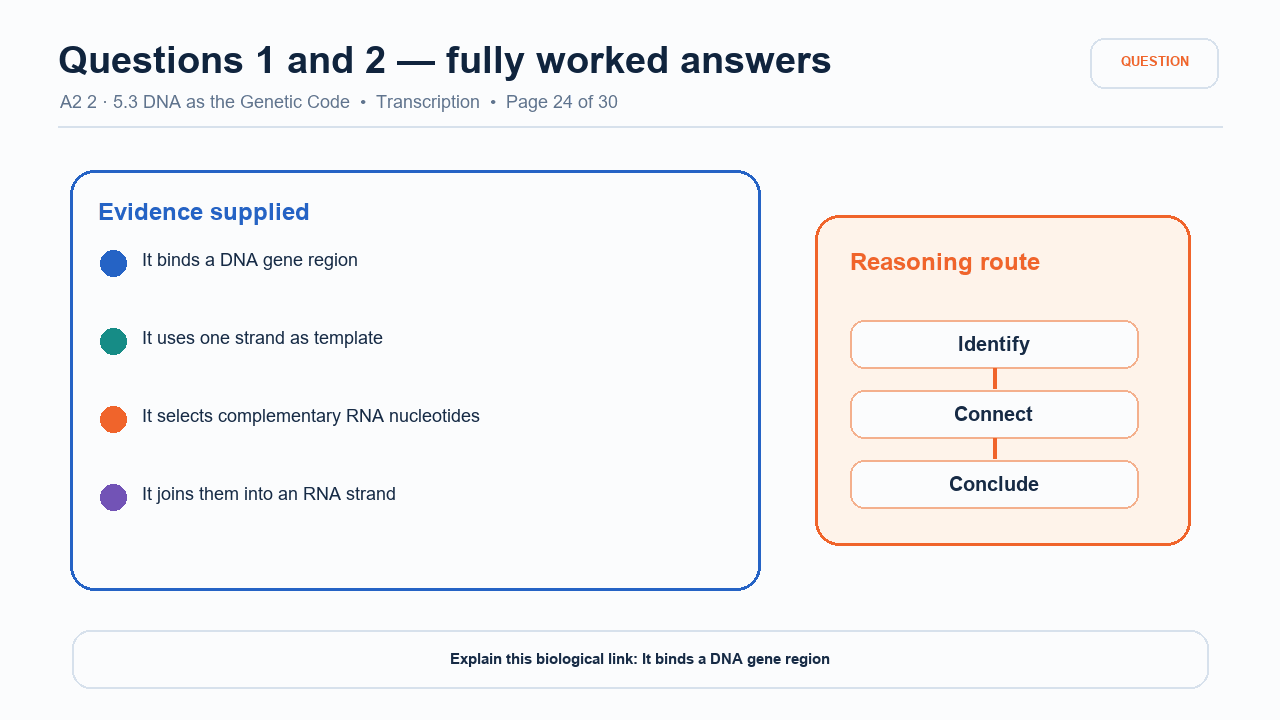 Questions 1 and 2 — fully worked answers
QUESTION
A2 2 · 5.3 DNA as the Genetic Code • Transcription • Page 24 of 30
Evidence supplied
It binds a DNA gene region
It uses one strand as template
It selects complementary RNA nucleotides
It joins them into an RNA strand
Reasoning route
Identify
Connect
Conclude
Explain this biological link: It binds a DNA gene region